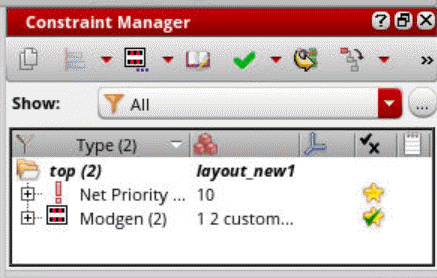 Constraint Manager
Show: All ...
Type (2)
top (2) layout_new1
Net Priority ... 10
Modgen (2) 1 2 custom...